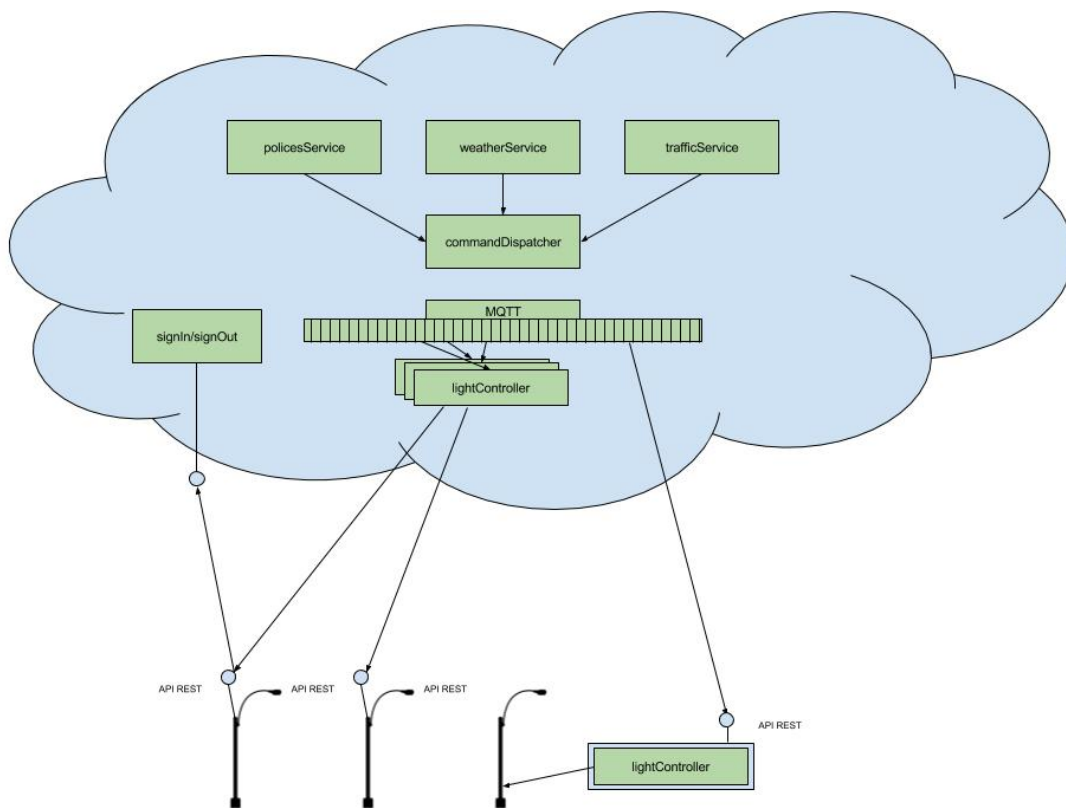 policesService
weatherService
trafficService
commandDispatcher
MQTT
signIn/signOut
lightController
API REST
API REST
API REST
API REST
lightController